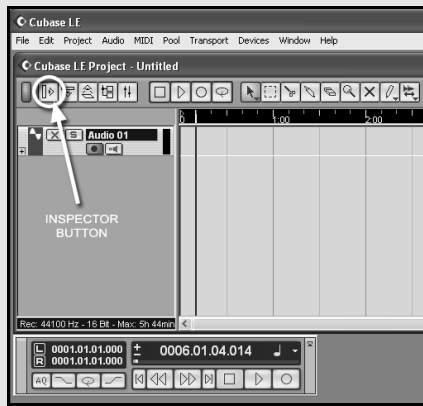 Cubase LE
File Edit Project Audio MIDI Pool Transport Devices Window Help
Cubase LE Project - Untitled
1:00 2:00
X S Audio 01
INSPECTOR
BUTTON
Rec: 44100 Hz - 16 Bit - Max: 5h 44min
L 0001.01.01.000
R 0001.01.01.000
0006.01.04.014
AQ